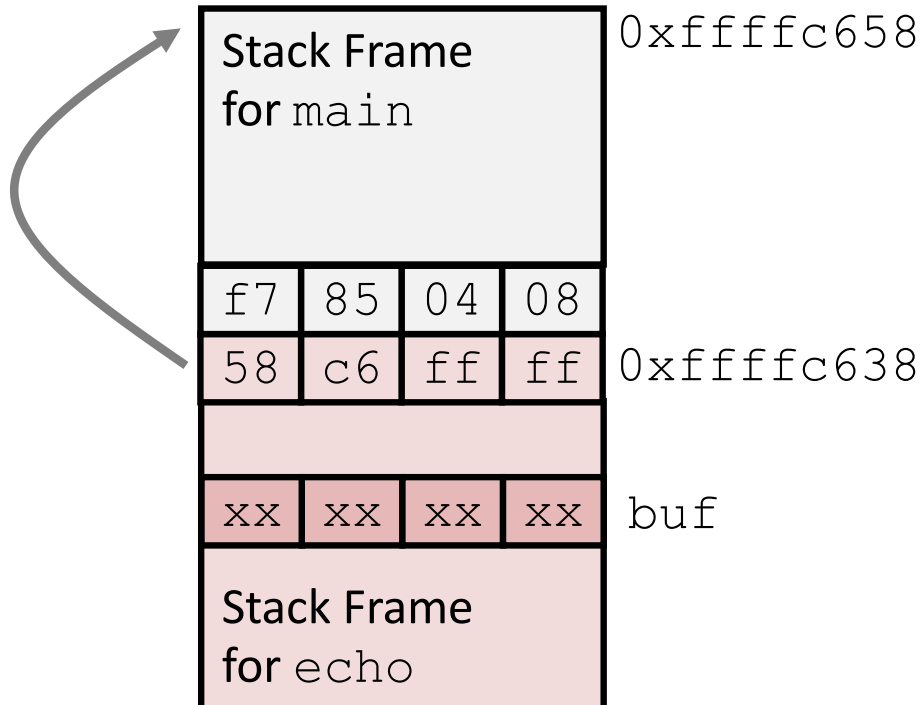 Stack Frame 0xffffc658
for main
f7 85 04 08
58 c6 ff ff 0xffffc638
xx xx xx xx buf
Stack Frame
for echo